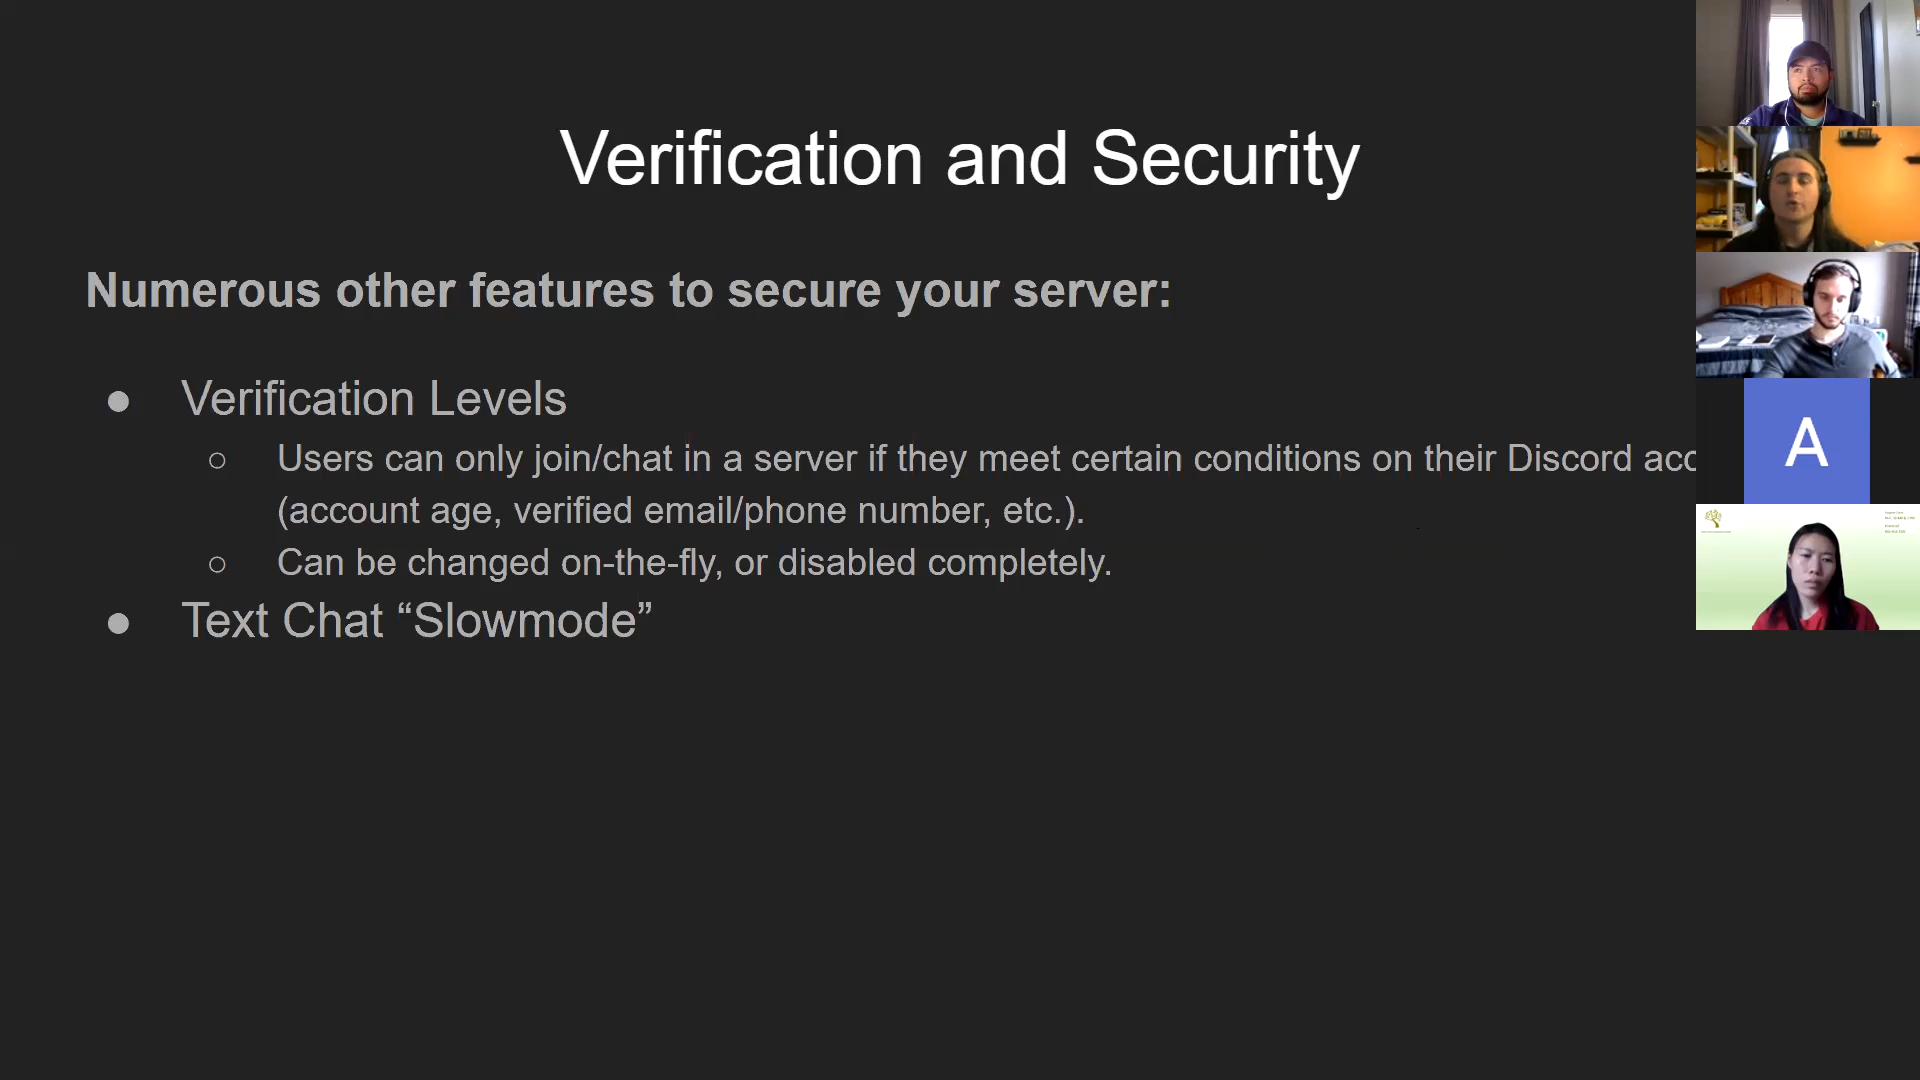 Verification and Security
Numerous other features to secure your server:
● Verification Levels
○ Users can only join/chat in a server if they meet certain conditions on their Discord acc
(account age, verified email/phone number, etc.).
○ Can be changed on-the-fly, or disabled completely.
● Text Chat “Slowmode”
A